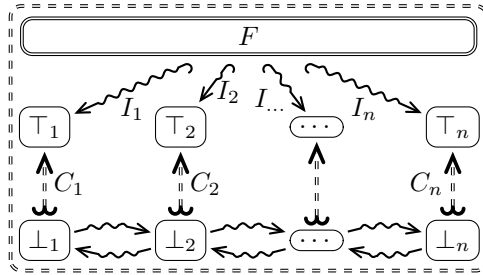 F
I₁ I₂ I... Iₙ
⊤₁ ⊤₂ ··· ⊤ₙ
C₁ C₂ Cₙ
⊥₁ ⊥₂ ··· ⊥ₙ